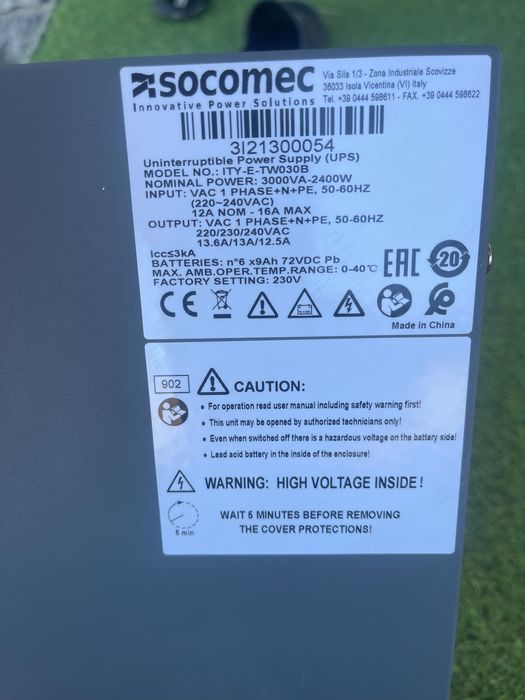 socomec
Innovative Power Solutions
Via Sila 1/3 - Zona Industriale Scovizze
36033 Isola Vicentina (VI) Italy
Tel. +39 0444 598611 - FAX. +39 0444 598622
3I21300054
Uninterruptible Power Supply (UPS)
MODEL NO.: ITY-E-TW030B
NOMINAL POWER: 3000VA-2400W
INPUT: VAC 1 PHASE+N+PE, 50-60HZ
(220~240VAC)
12A NOM - 16A MAX
OUTPUT: VAC 1 PHASE+N+PE, 50-60HZ
220/230/240VAC
13.6A/13A/12.5A
Icc≤3kA
BATTERIES: n°6 x9Ah 72VDC Pb
MAX. AMB.OPER.TEMP.RANGE: 0-40℃
FACTORY SETTING: 230V
EAC
20
CE
Made in China
902
CAUTION:
• For operation read user manual including safety warning first!
• This unit may be opened by authorized technicians only!
• Even when switched off there is a hazardous voltage on the battery side!
• Lead acid battery in the inside of the enclosure!
WARNING: HIGH VOLTAGE INSIDE!
6 min
WAIT 6 MINUTES BEFORE REMOVING
THE COVER PROTECTIONS!